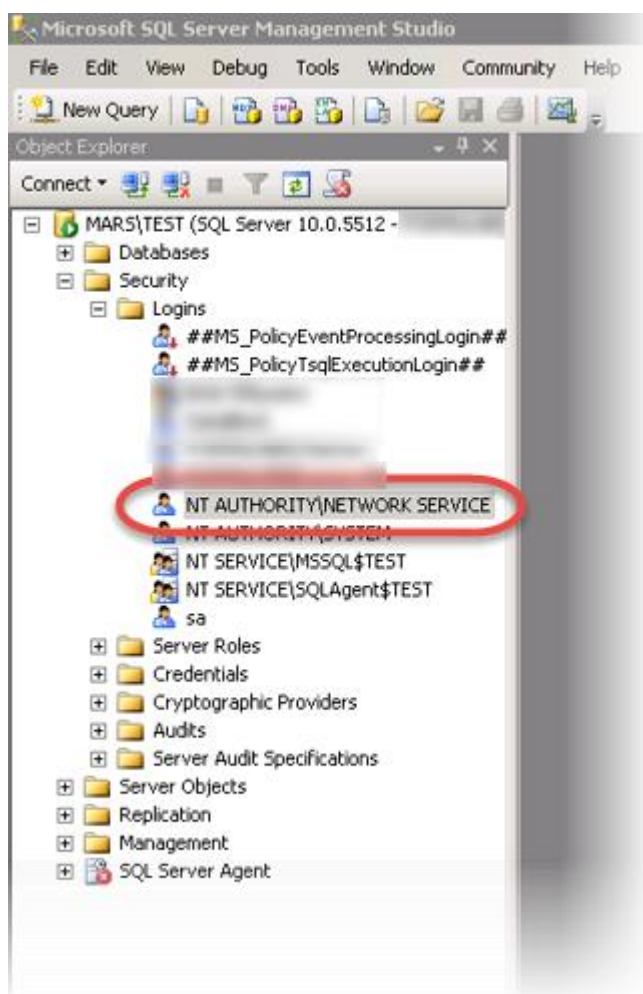 Microsoft SQL Server Management Studio
File Edit View Debug Tools Window Community Help
New Query
Object Explorer
Connect
MARS\TEST (SQL Server 10.0.5512 -
Databases
Security
Logins
##MS_PolicyEventProcessingLogin##
##MS_PolicyTsqlExecutionLogin##
NT AUTHORITY\NETWORK SERVICE
NT AUTHORITY\SYSTEM
NT SERVICE\MSSQL$TEST
NT SERVICE\SQLAgent$TEST
sa
Server Roles
Credentials
Cryptographic Providers
Audits
Server Audit Specifications
Server Objects
Replication
Management
SQL Server Agent